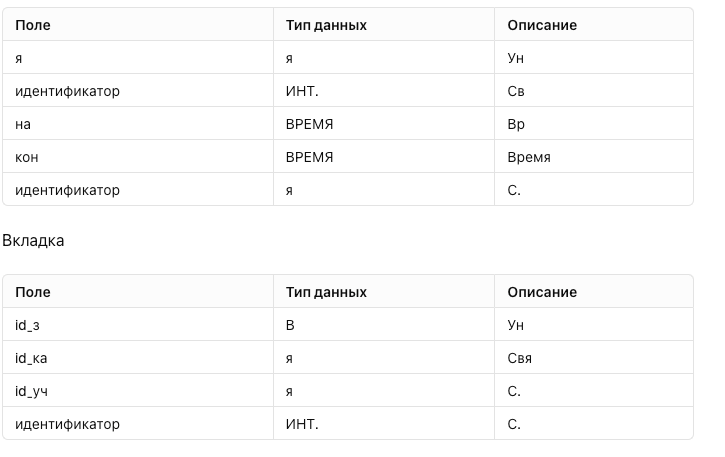 Поле Тип данных Описание
я я Ун
идентификатор ИНТ. Св
на ВРЕМЯ Вр
кон ВРЕМЯ Время
идентификатор я С.
Вкладка
Поле Тип данных Описание
id_з В Ун
id_ка я Свя
id_уч я С.
идентификатор ИНТ. С.